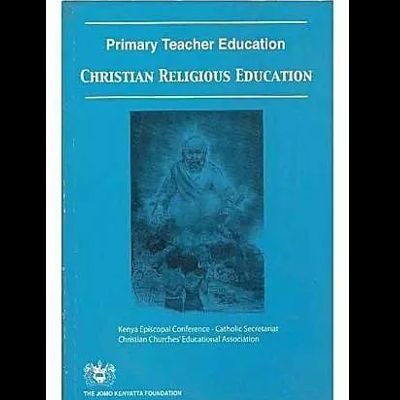 Primary Teacher Education
CHRISTIAN RELIGIOUS EDUCATION
Kenya Episcopal Conference - Catholic Secretariat
Christian Churches' Educational Association
THE JOMO KENYATTA FOUNDATION